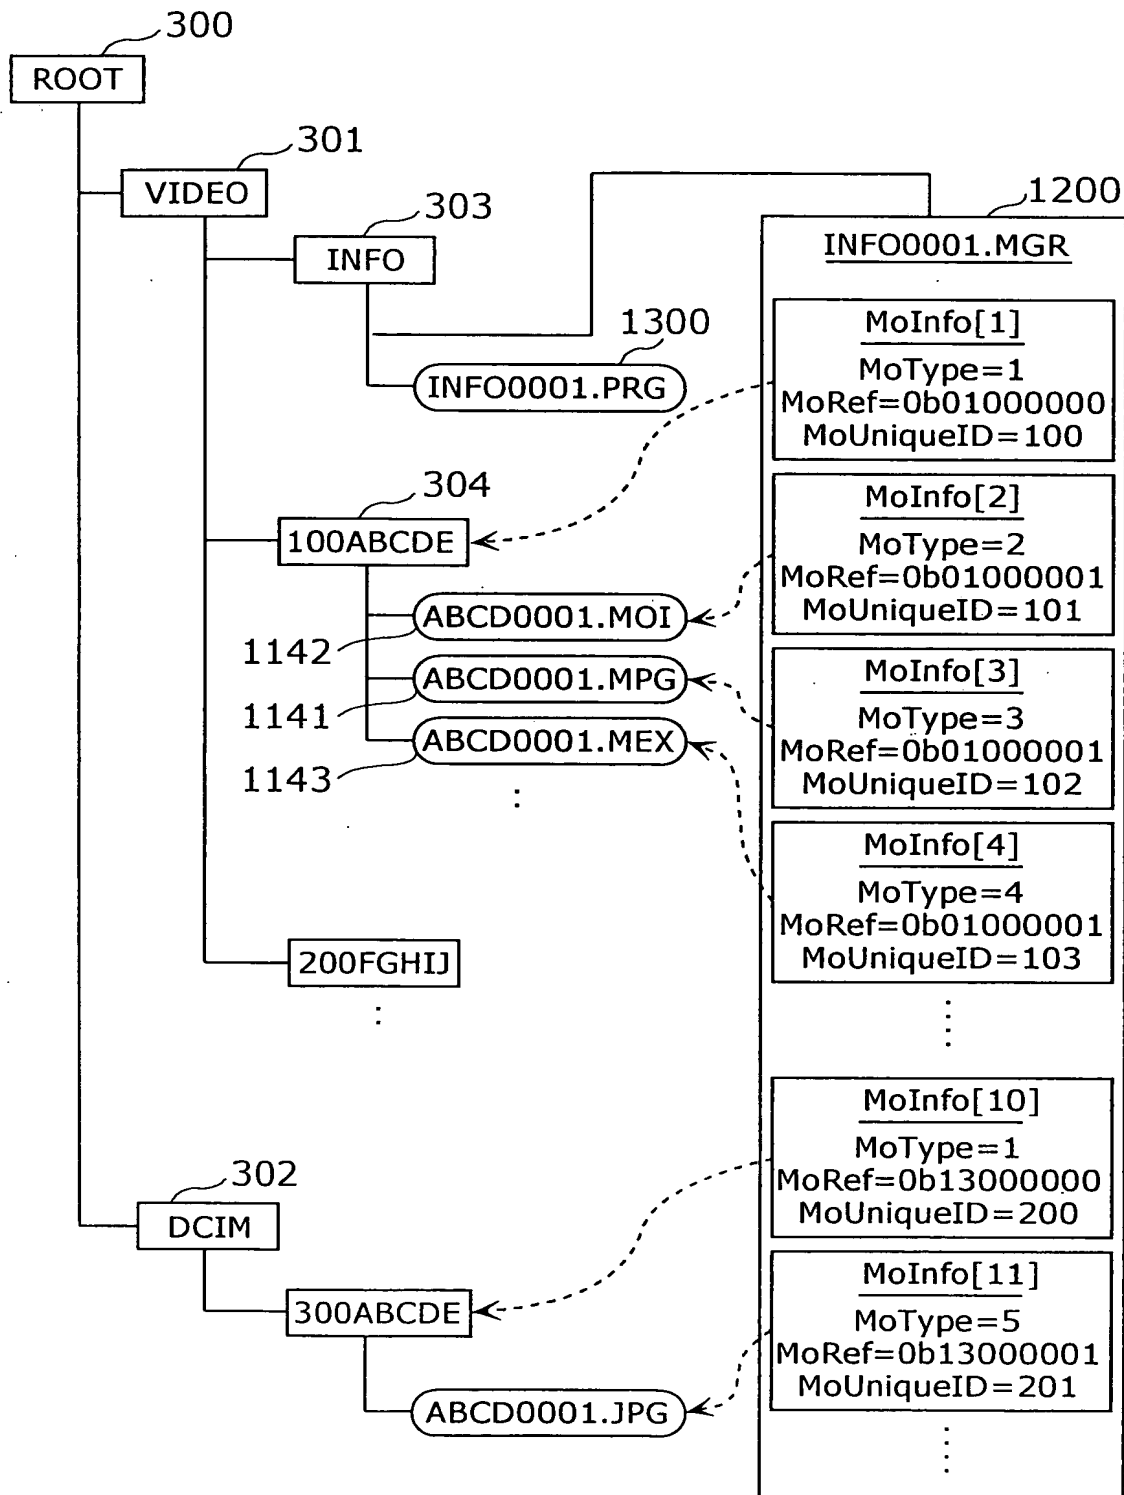 300
ROOT
301
VIDEO
303
INFO
1300
INFO0001.PRG
304
100ABCDE
ABCD0001.MOI
1142
ABCD0001.MPG
1141
ABCD0001.MEX
1143
:
200FGHIJ
:
302
DCIM
300ABCDE
ABCD0001.JPG
1200
INFO0001.MGR
MoInfo[1]
MoType=1
MoRef=0b01000000
MoUniqueID=100
MoInfo[2]
MoType=2
MoRef=0b01000001
MoUniqueID=101
MoInfo[3]
MoType=3
MoRef=0b01000001
MoUniqueID=102
MoInfo[4]
MoType=4
MoRef=0b01000001
MoUniqueID=103
MoInfo[10]
MoType=1
MoRef=0b13000000
MoUniqueID=200
MoInfo[11]
MoType=5
MoRef=0b13000001
MoUniqueID=201